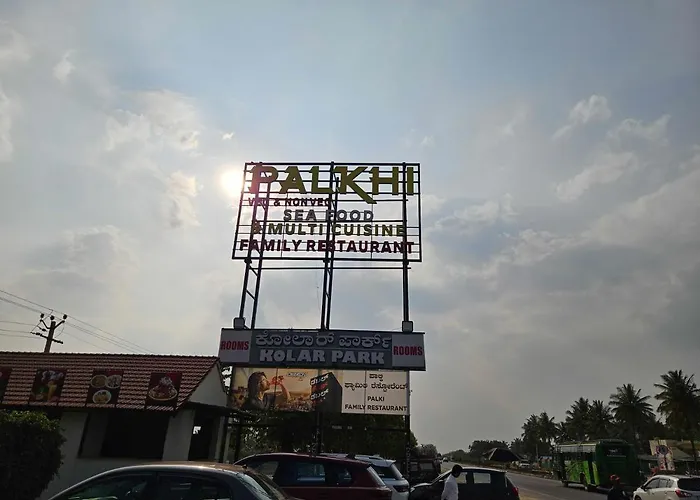 PALKHI
VEG & NONVEG
SEA FOOD
& MULTI CUISINE
FAMILY RESTAURANT
ROOMS ಕೋಲಾರ್ ಪಾರ್ಕ್ ROOMS
KOLAR PARK
ಪಾಲ್ಕಿ
ಫ್ಯಾಮಿಲಿ ರೆಸ್ಟೋರೆಂಟ್
PALKI
FAMILY RESTAURANT